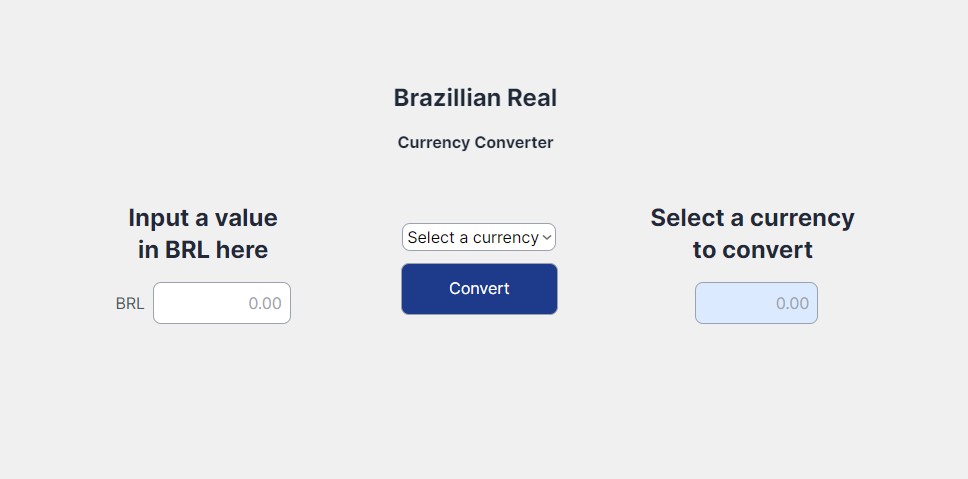 Brazillian Real
Currency Converter
Input a value
in BRL here
BRL
0.00
Select a currency
Convert
Select a currency
to convert
0.00